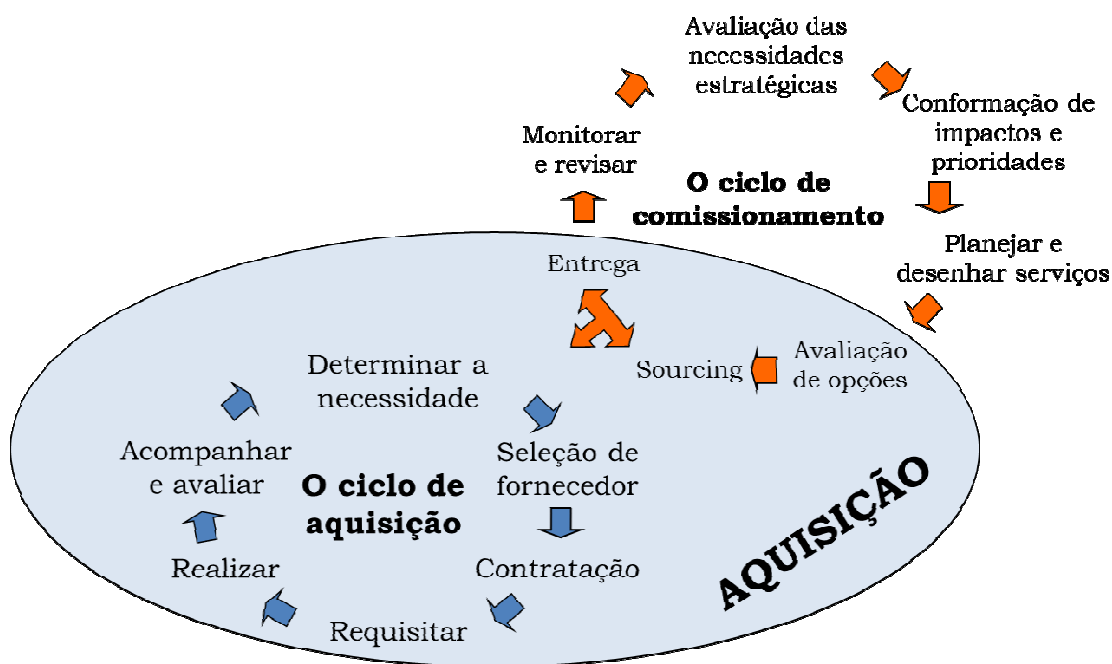 Avaliação das
necessidades
estratégicas
Conformação de
impactos e
prioridades
Monitorar
e revisar
O ciclo de
comissionamento
Planejar e
desenhar serviços
Entrega
Avaliação
de opções
Sourcing
Determinar a
necessidade
Acompanhar
e avaliar
Seleção de
fornecedor
O ciclo de
aquisição
AQUISIÇÃO
Realizar
Contratação
Requisitar